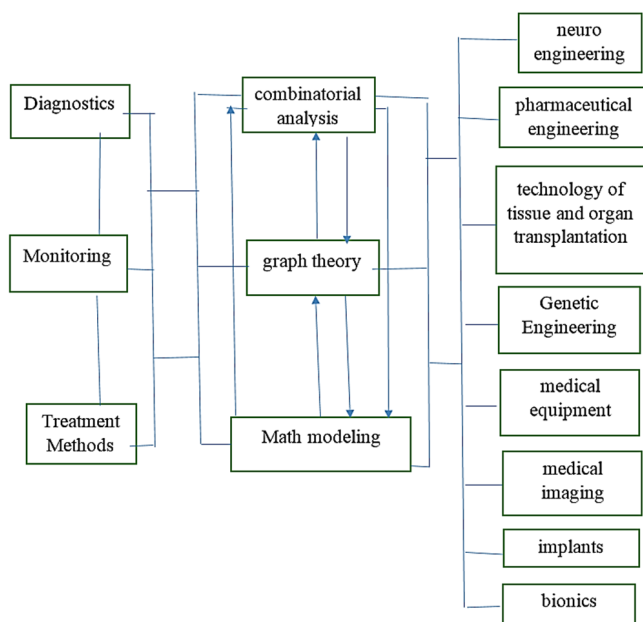 Diagnostics
Monitoring
Treatment
Methods
combinatorial
analysis
graph theory
Math modeling
neuro
engineering
pharmaceutical
engineering
technology of
tissue and organ
transplantation
Genetic
Engineering
medical
equipment
medical
imaging
implants
bionics